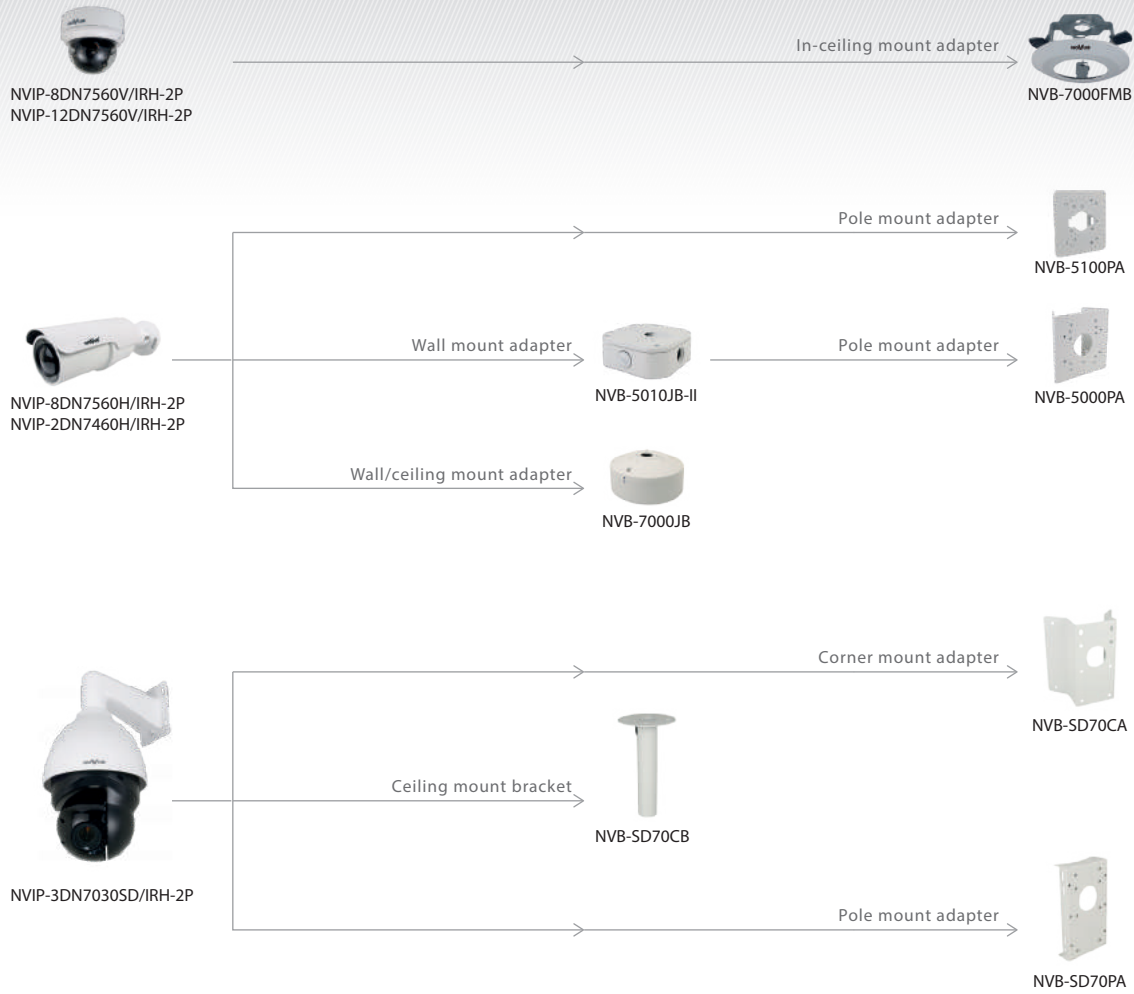 In-ceiling mount adapter
NVIP-8DN7560V/IRH-2P
NVIP-12DN7560V/IRH-2P
NVB-7000FMB
Pole mount adapter
NVB-5100PA
Wall mount adapter
Pole mount adapter
NVIP-8DN7560H/IRH-2P
NVIP-2DN7460H/IRH-2P
NVB-5010JB-II
NVB-5000PA
Wall/ceiling mount adapter
NVB-7000JB
Corner mount adapter
NVB-SD70CA
Ceiling mount bracket
NVB-SD70CB
NVIP-3DN7030SD/IRH-2P
Pole mount adapter
NVB-SD70PA